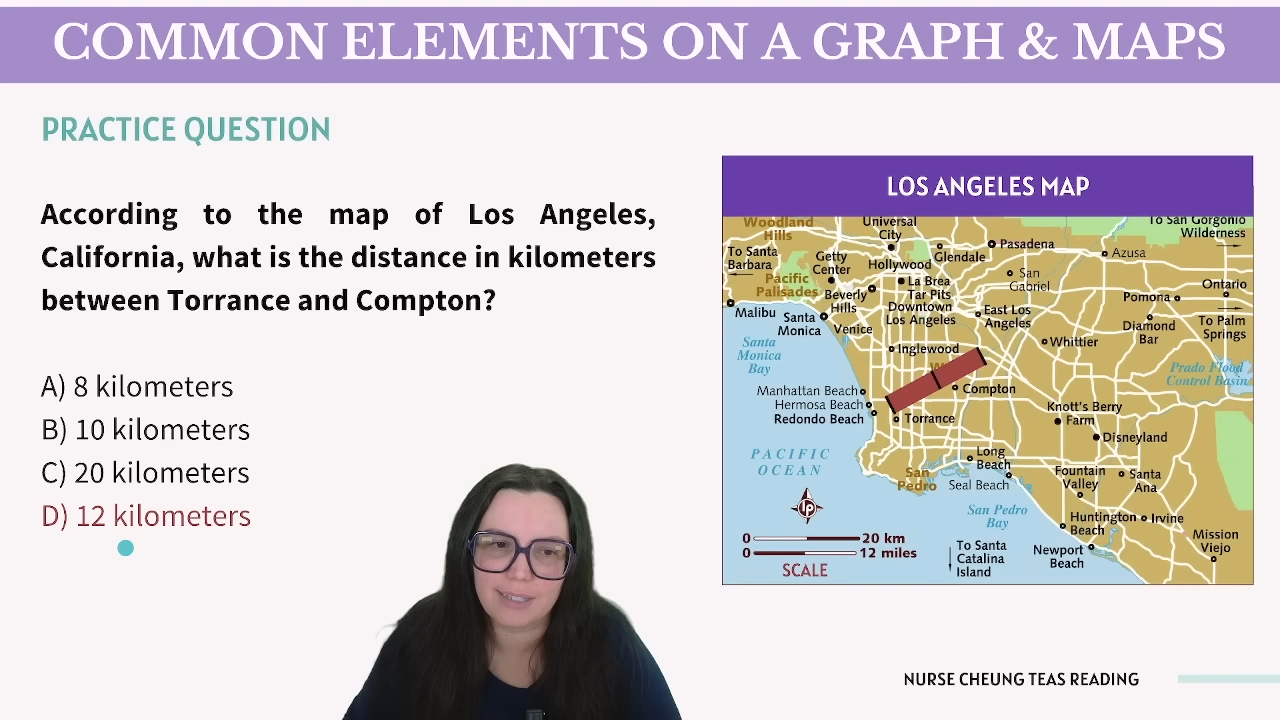 COMMON ELEMENTS ON A GRAPH & MAPS
PRACTICE QUESTION
According to the map of Los Angeles,
California, what is the distance in kilometers
between Torrance and Compton?
A) 8 kilometers
B) 10 kilometers
C) 20 kilometers
D) 12 kilometers
LOS ANGELES MAP
Woodland
Hills
Universal
City
To San Gorgonio
Wilderness
To Santa
Barbara
Getty
Center
Hollywood
Glendale
Pasadena
Azusa
Pacific
Palisades
Beverly
Hills
La Brea
Tar Pits
San
Gabriel
Malibu
Santa
Monica
Venice
Downtown
Los Angeles
East Los
Angeles
Pomona
Ontario
Diamond
Bar
To Palm
Springs
Santa
Monica
Bay
Inglewood
Whittier
Prado Flood
Control Basin
Manhattan Beach
Hermosa Beach
Redondo Beach
Compton
Torrance
Knott's Berry
Farm
Disneyland
PACIFIC
OCEAN
San
Pedro
Long
Beach
Seal Beach
Fountain
Valley
Santa
Ana
San Pedro
Bay
Huntington
Beach
Irvine
Mission
Viejo
Newport
Beach
To Santa
Catalina
Island
LP
0 20 km
0 12 miles
SCALE
NURSE CHEUNG TEAS READING